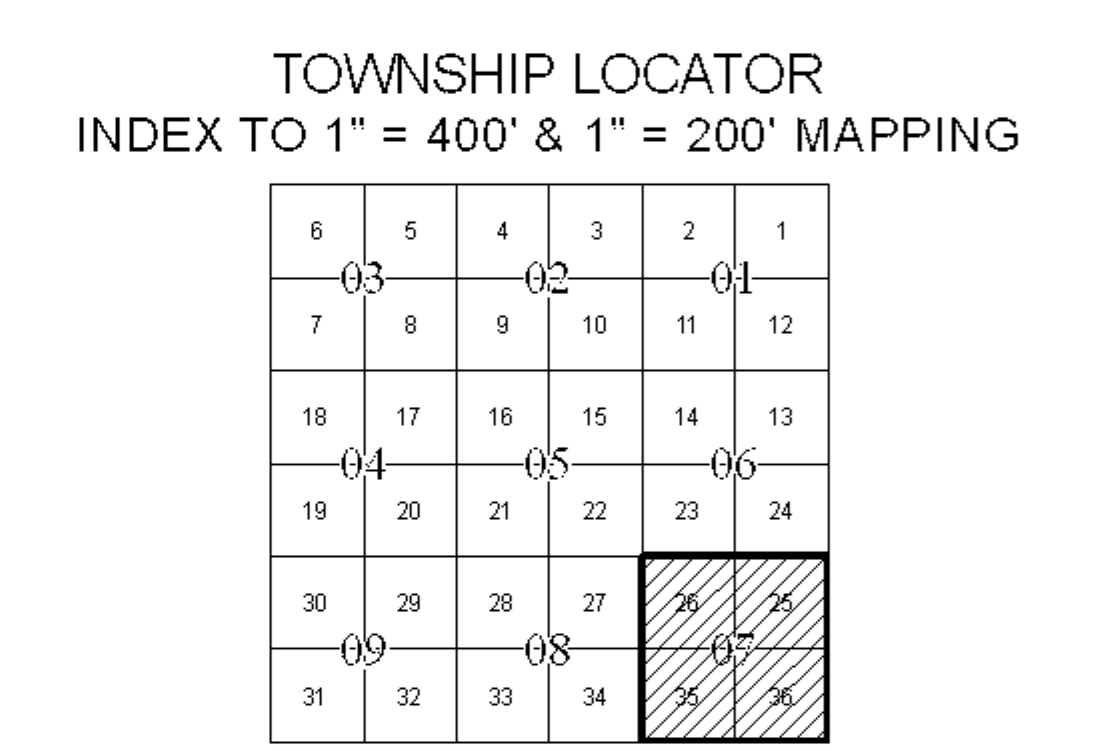 TOWNSHIP LOCATOR
INDEX TO 1" = 400' & 1" = 200' MAPPING
6 5 4 3 2 1
03 02 01
7 8 9 10 11 12
18 17 16 15 14 13
04 05 06
19 20 21 22 23 24
30 29 28 27 26 25
09 08 07
31 32 33 34 35 36